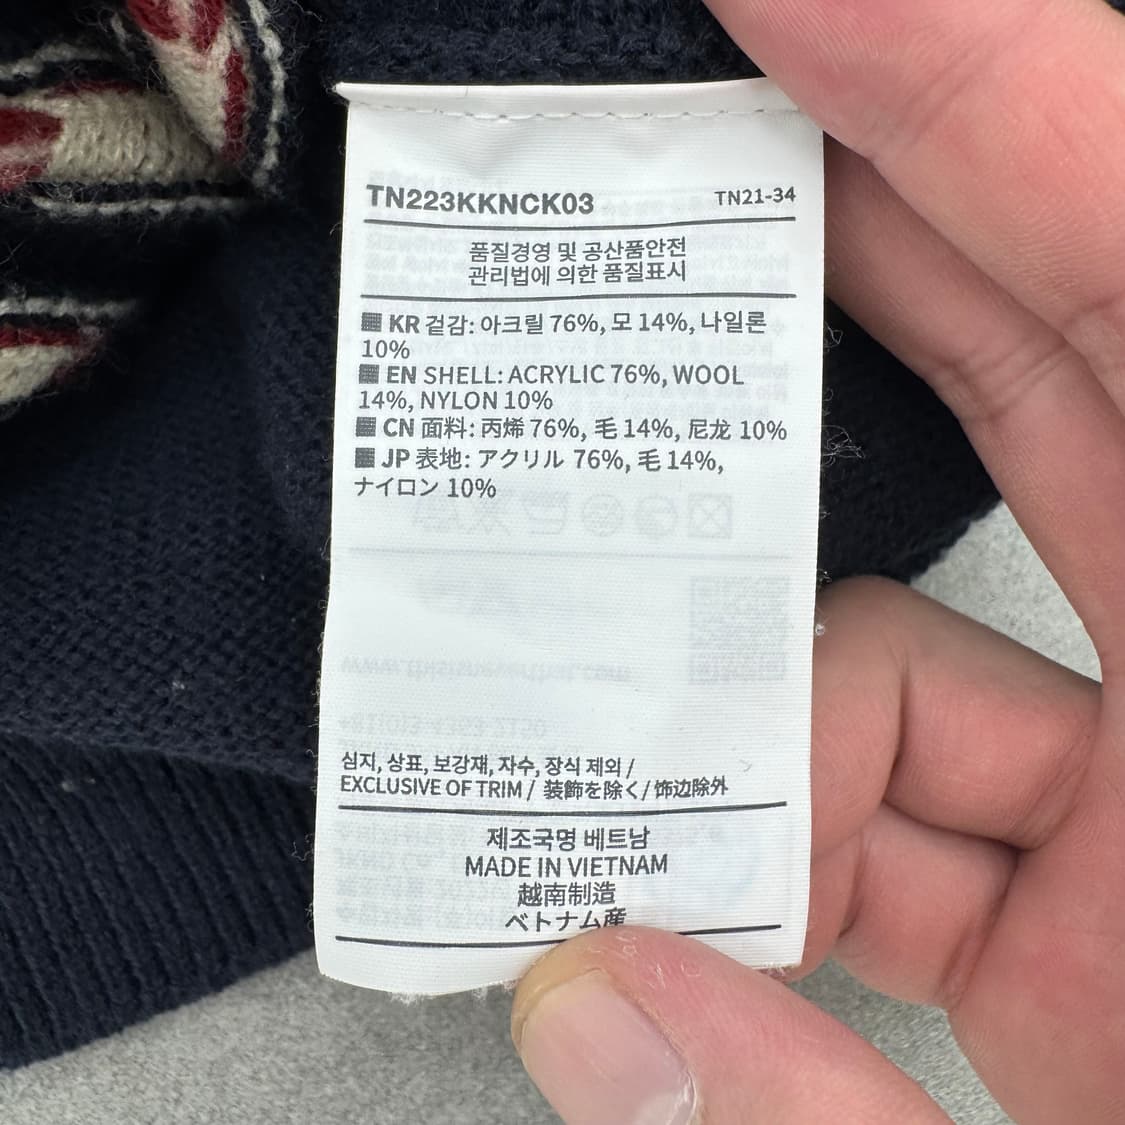 TN223KKNCK03 TN21-34
품질경영 및 공산품안전
관리법에 의한 품질표시
KR 겉감: 아크릴 76%, 모 14%, 나일론
10%
EN SHELL: ACRYLIC 76%, WOOL
14%, NYLON 10%
CN 面料: 丙烯 76%, 毛 14%, 尼龙 10%
JP 表地: アクリル 76%, 毛 14%,
ナイロン 10%
심지, 상표, 보강재, 자수, 장식 제외 /
EXCLUSIVE OF TRIM / 装飾を除く / 饰边除外
제조국명 베트남
MADE IN VIETNAM
越南制造
ベトナム産